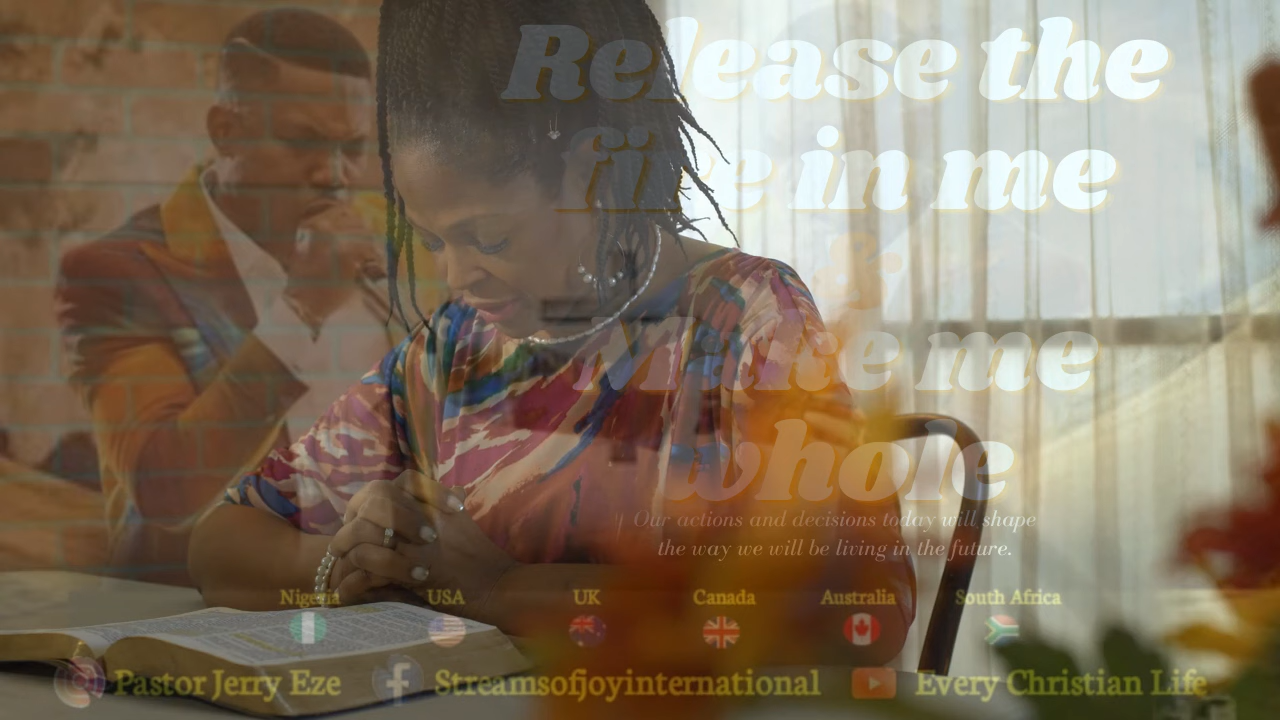 Release the
fire in me
&
Make me
whole
Our actions and decisions today will shape
the way we will be living in the future.
Nigeria USA UK Canada Australia South Africa
Pastor Jerry Eze Streamsofjoyinternational Every Christian Life